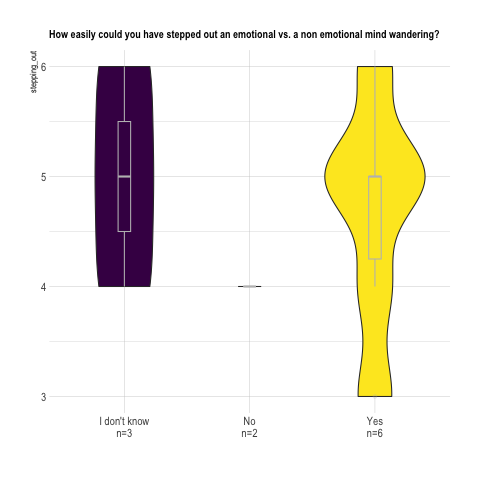 How easily could you have stepped out an emotional vs. a non emotional mind wandering?
stepping_out
6
5
4
3
I don't know
n=3
No
n=2
Yes
n=6